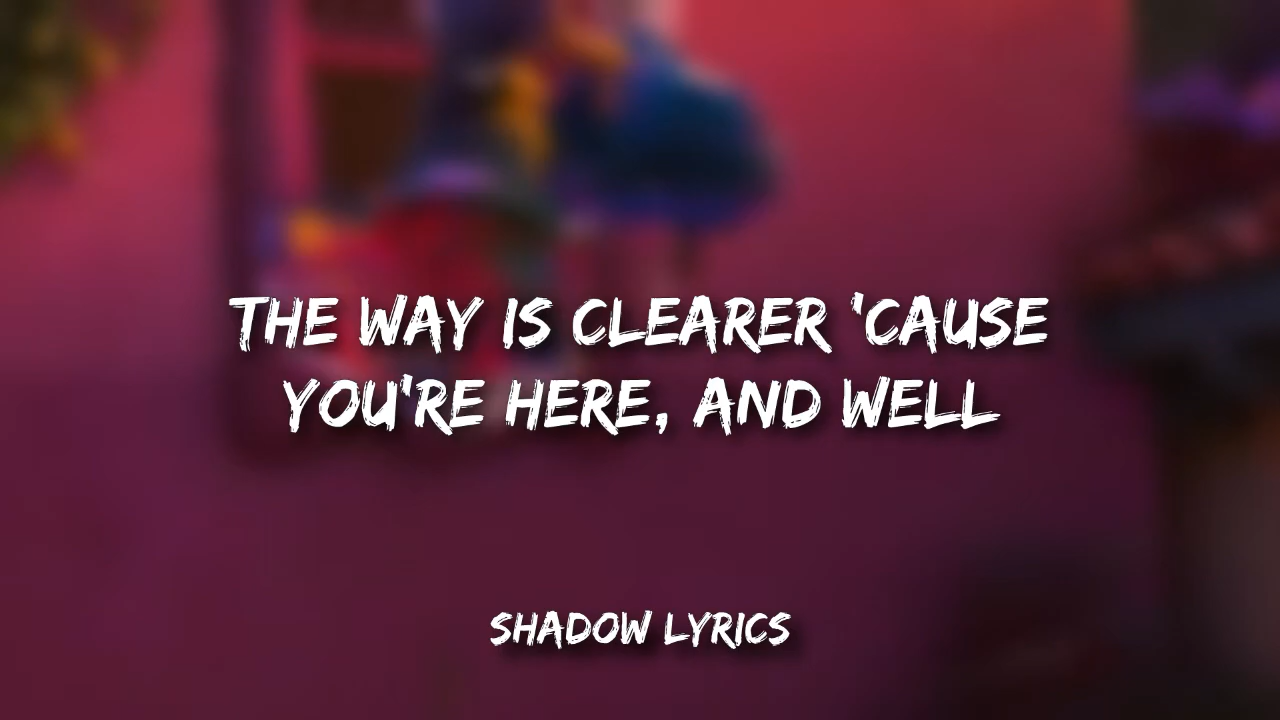 THE WAY IS CLEARER 'CAUSE
YOU'RE HERE, AND WELL
SHADOW LYRICS